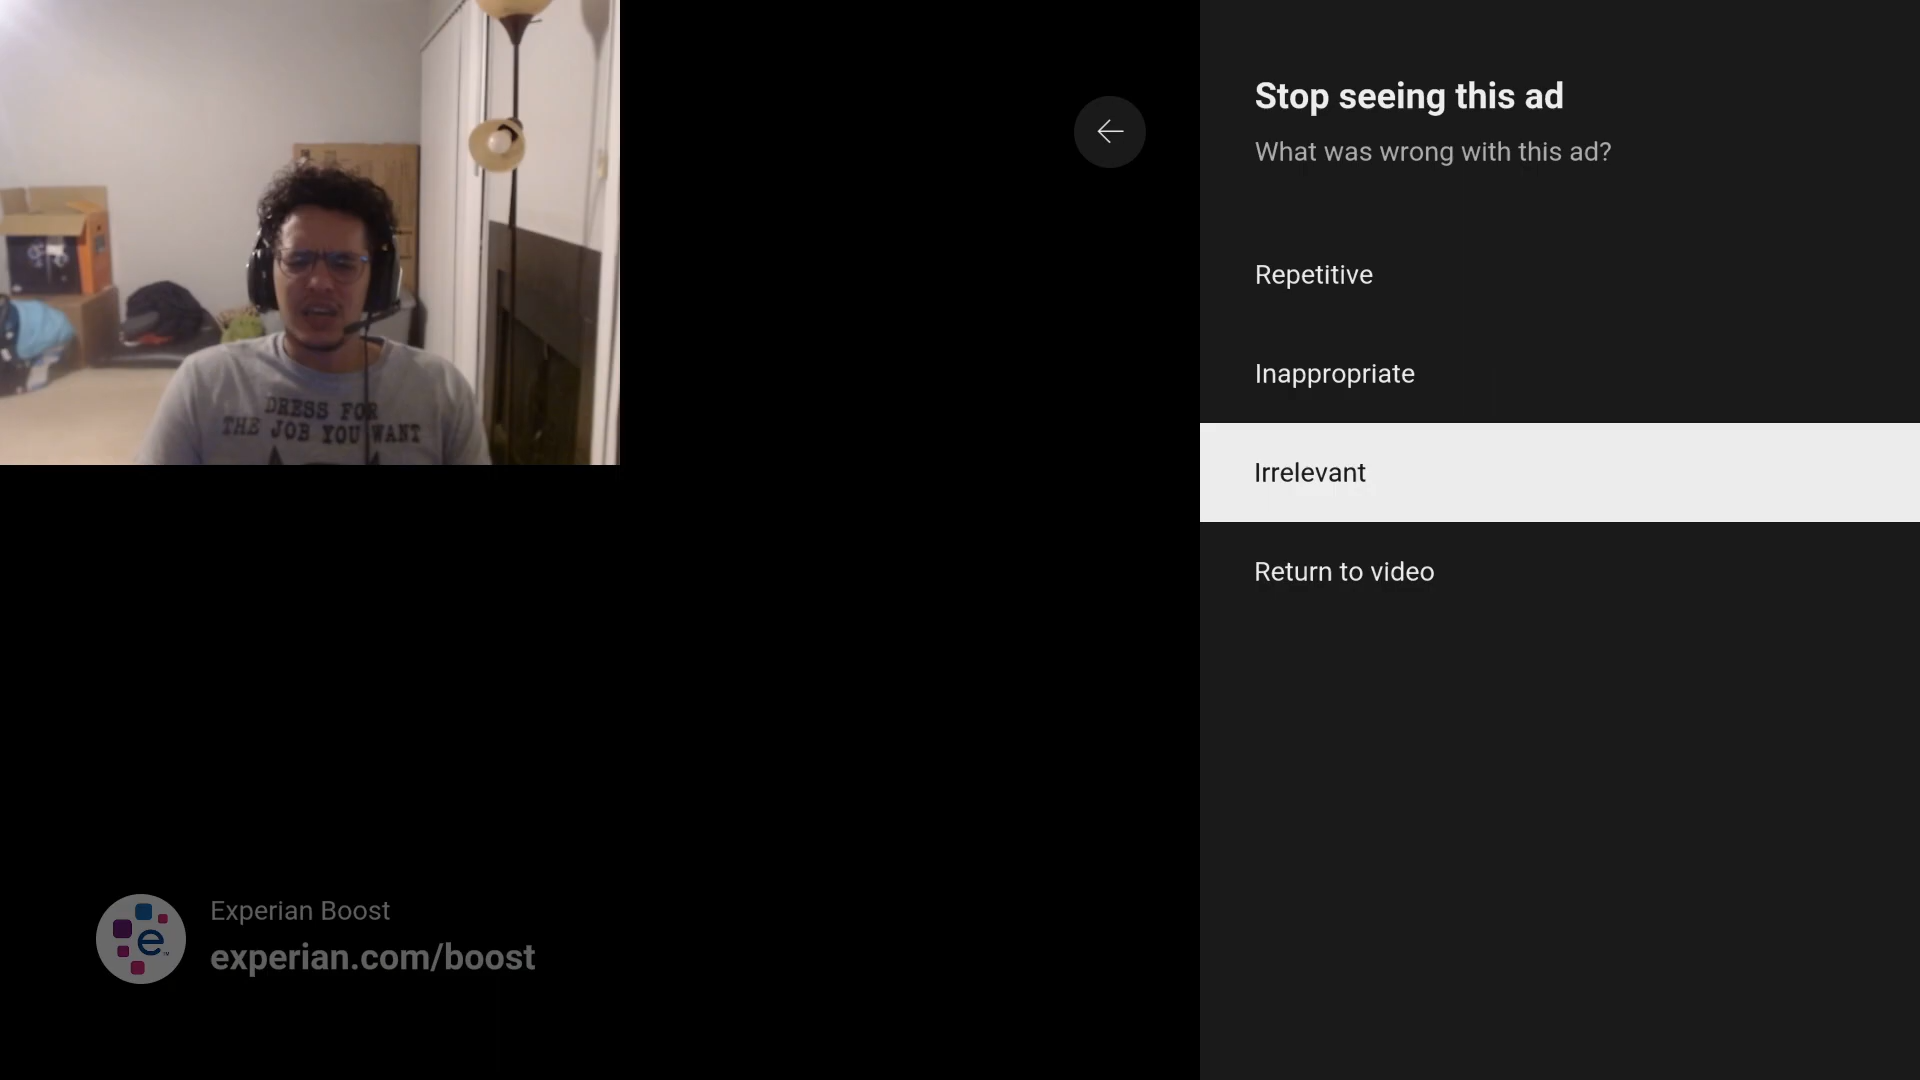 DRESS FOR
THE JOB YOU WANT
Stop seeing this ad
What was wrong with this ad?
Repetitive
Inappropriate
Irrelevant
Return to video
Experian Boost
experian.com/boost
e